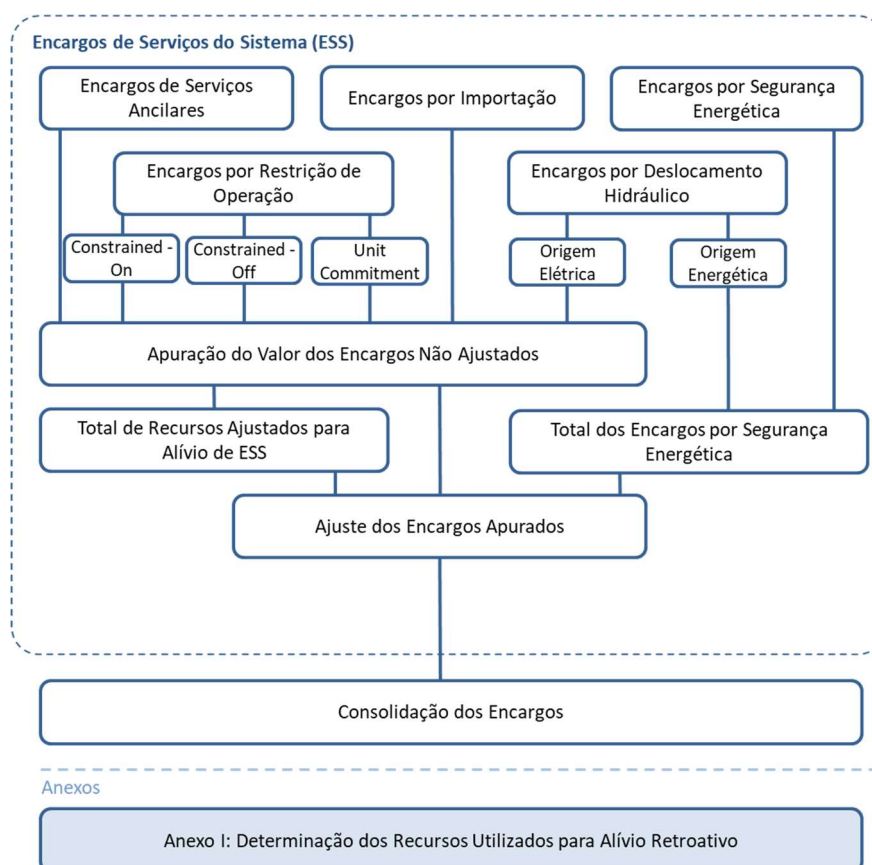 Encargos de Serviços do Sistema (ESS)
Encargos de Serviços
Ancilares
Encargos por Importação
Encargos por Segurança
Energética
Encargos por Restrição de
Operação
Encargos por Deslocamento
Hidráulico
Constrained -
On
Constrained -
Off
Unit
Commitment
Origem
Elétrica
Origem
Energética
Apuração do Valor dos Encargos Não Ajustados
Total de Recursos Ajustados para
Alívio de ESS
Total dos Encargos por Segurança
Energética
Ajuste dos Encargos Apurados
Consolidação dos Encargos
Anexos
Anexo I: Determinação dos Recursos Utilizados para Alívio Retroativo